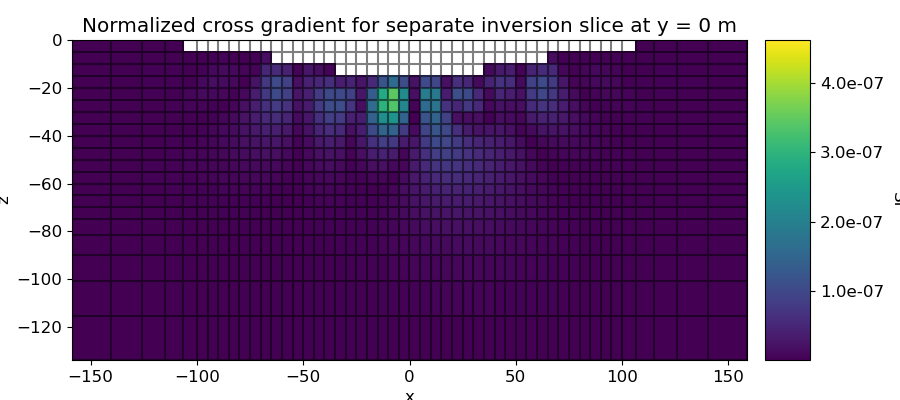 Normalized cross gradient for separate inversion slice at y = 0 m
0
−20
−40
−60
−80
−100
−120
z
−150
−100
−50
0
50
100
150
x
4.0e-07
3.0e-07
2.0e-07
1.0e-07